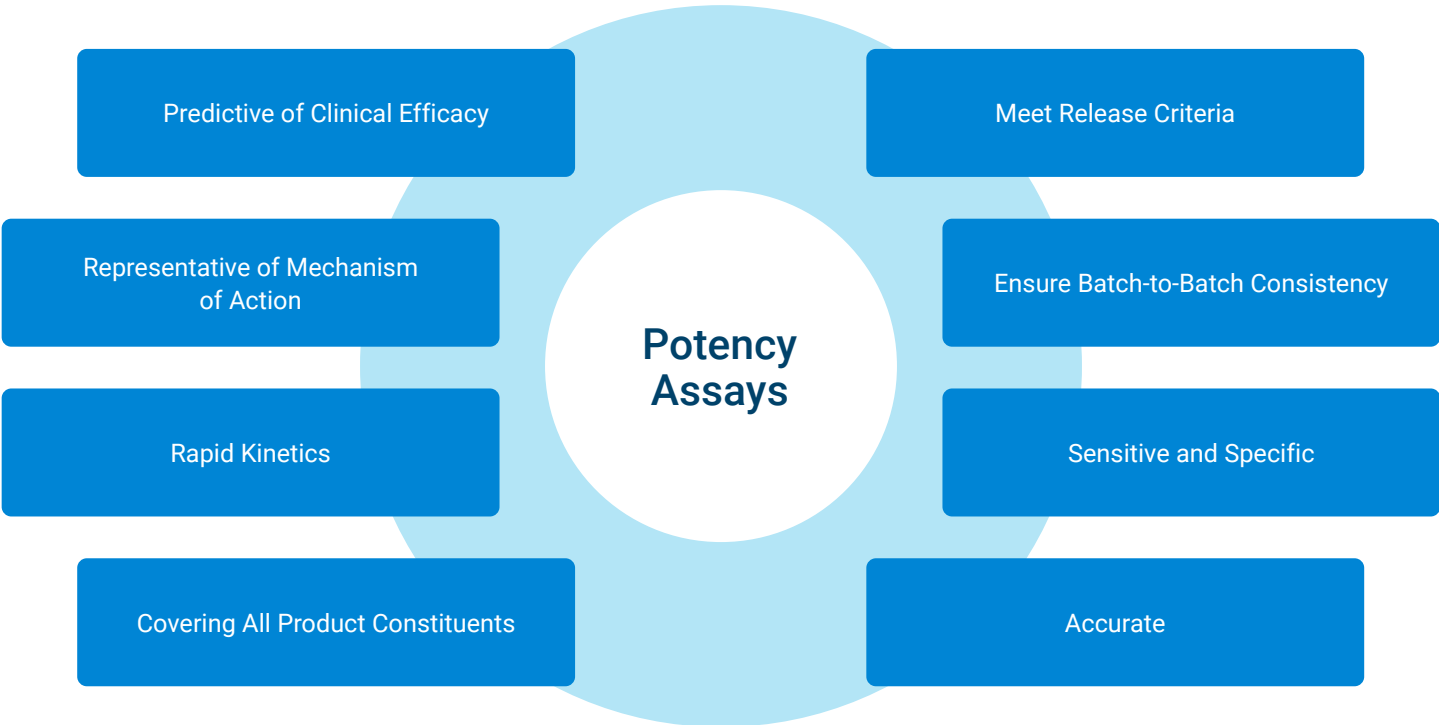 Predictive of Clinical Efficacy
Meet Release Criteria
Representative of Mechanism
of Action
Ensure Batch-to-Batch Consistency
Potency
Assays
Rapid Kinetics
Sensitive and Specific
Covering All Product Constituents
Accurate